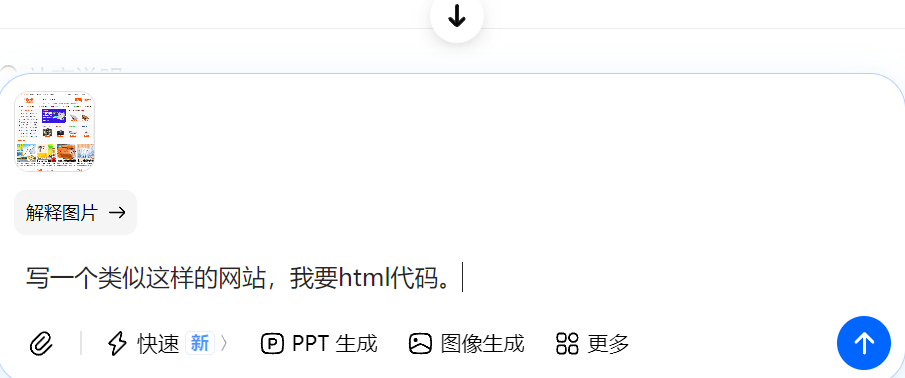 解释图片 →
写一个类似这样的网站，我要html代码。
快速 新 〉 PPT 生成 图像生成 更多